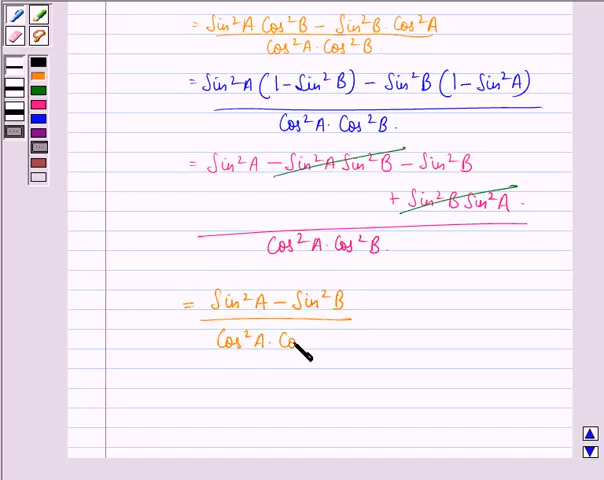 = Sin²A Cos²B − Sin²B · Cos²A
Cos²A · Cos²B ·
= Sin²A (1−Sin²B) − Sin²B (1−Sin²A)
Cos²A · Cos²B ·
= Sin²A − Sin²A Sin²B − Sin²B
+ Sin²B Sin²A ·
Cos²A · Cos²B ·
= Sin²A − Sin²B
Cos²A · Co